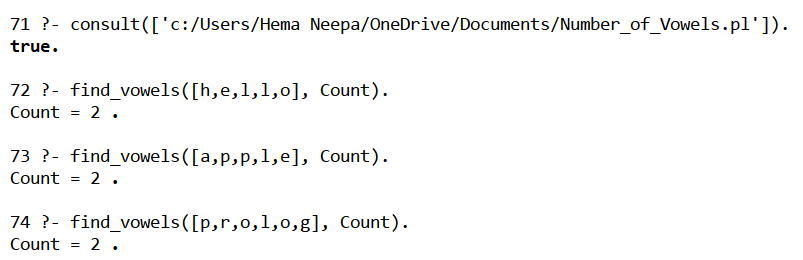 71 ?- consult(['c:/Users/Hema Neepa/OneDrive/Documents/Number_of_Vowels.pl']).
true.
72 ?- find_vowels([h,e,l,l,o], Count).
Count = 2 .
73 ?- find_vowels([a,p,p,l,e], Count).
Count = 2 .
74 ?- find_vowels([p,r,o,l,o,g], Count).
Count = 2 .